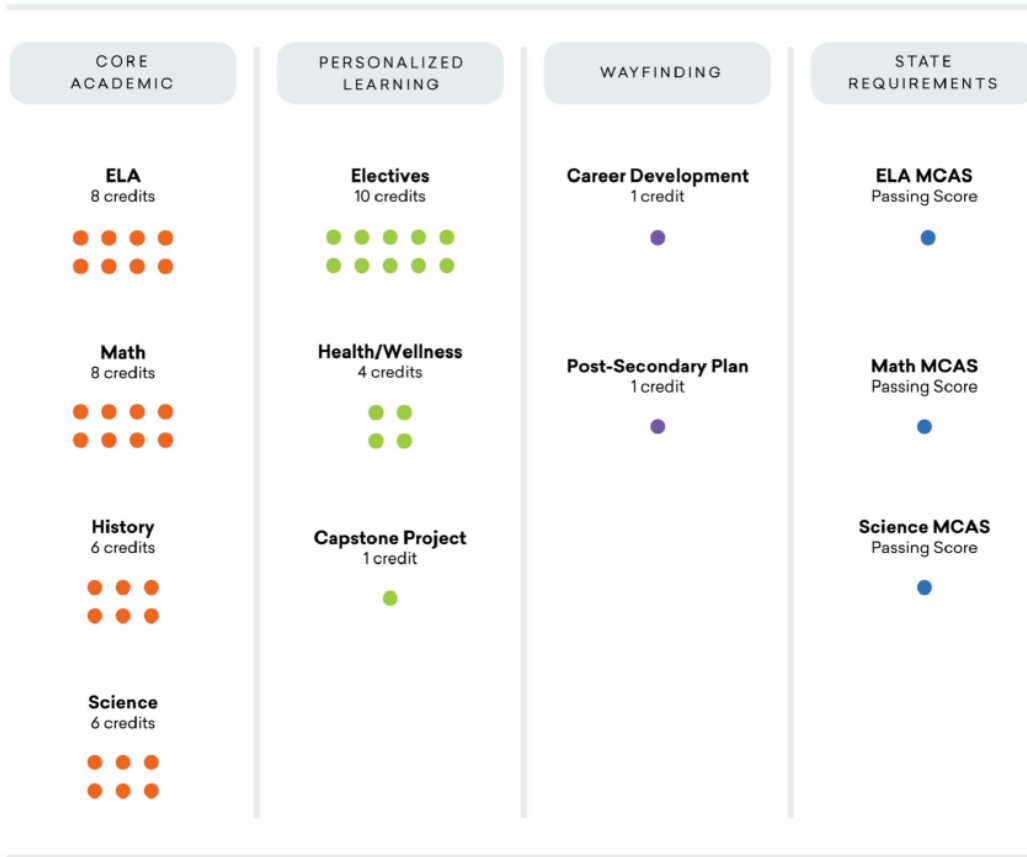 CORE
ACADEMIC
ELA
8 credits
Math
8 credits
History
6 credits
Science
6 credits
PERSONALIZED
LEARNING
Electives
10 credits
Health/Wellness
4 credits
Capstone Project
1 credit
WAYFINDING
Career Development
1 credit
Post-Secondary Plan
1 credit
STATE
REQUIREMENTS
ELA MCAS
Passing Score
Math MCAS
Passing Score
Science MCAS
Passing Score